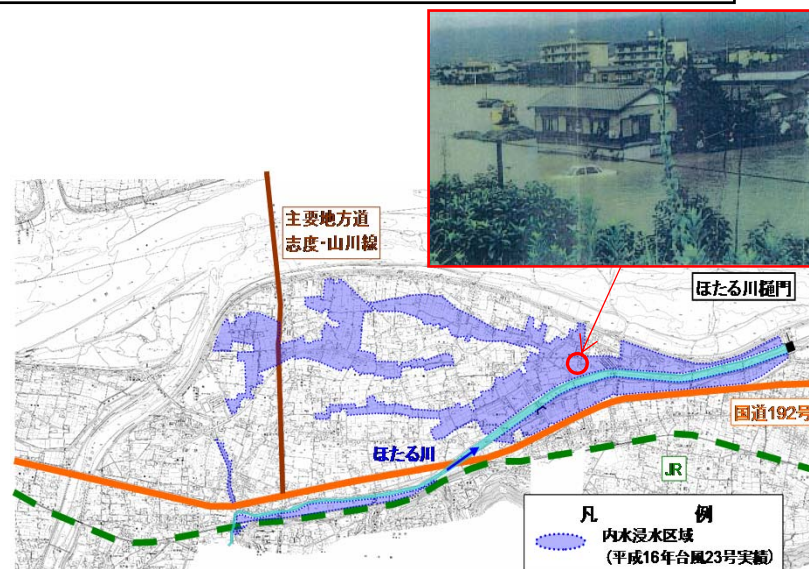 主要地方道
志度・山川線
ほたる川樋門
国道192号
ほたる川
JR
凡 例
内水浸水区域
(平成16年台風23号実績)